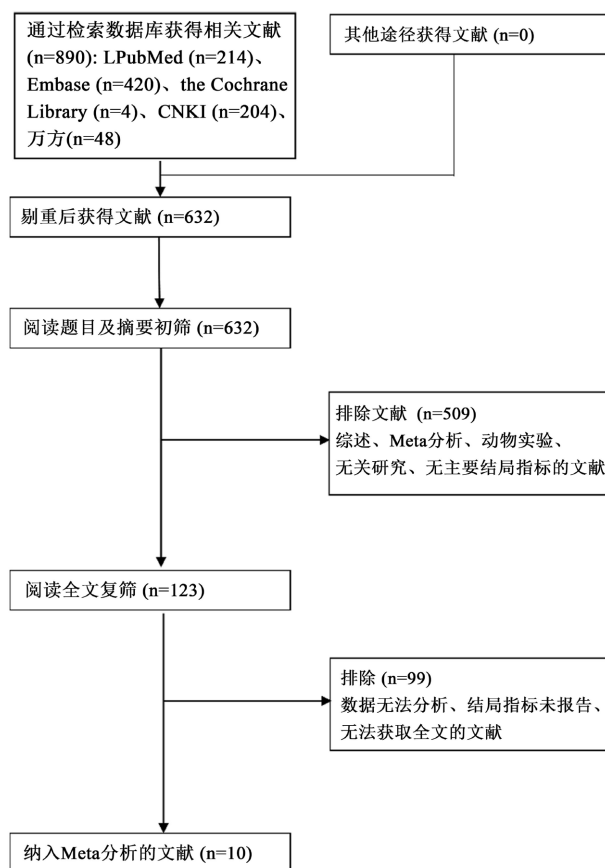 通过检索数据库获得相关文献
(n=890): LPubMed (n=214)、
Embase (n=420)、the Cochrane
Library (n=4)、CNKI (n=204)、
万方(n=48)
其他途径获得文献 (n=0)
剔重后获得文献 (n=632)
阅读题目及摘要初筛 (n=632)
排除文献 (n=509)
综述、Meta分析、动物实验、
无关研究、无主要结局指标的文献
阅读全文复筛 (n=123)
排除 (n=99)
数据无法分析、结局指标未报告、
无法获取全文的文献
纳入Meta分析的文献 (n=10)